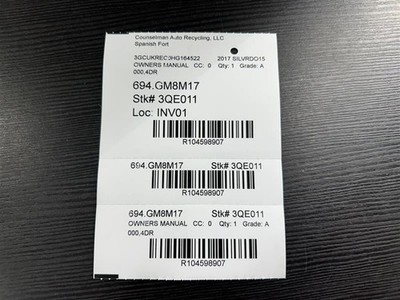 Counselman Auto Recycling, LLC
Spanish Fort
3GCUKREC3HG164522 2017 SILVRDO15
OWNERS MANUAL CC: 0 Qty: 1 Grade: A
000,4DR
694.GM8M17
Stk# 3QE011
Loc: INV01
R104598907
694.GM8M17 Stk# 3QE011
R104598907
694.GM8M17 Stk# 3QE011
OWNERS MANUAL CC: 0 Qty: 1 Grade: A
000,4DR
R104598907